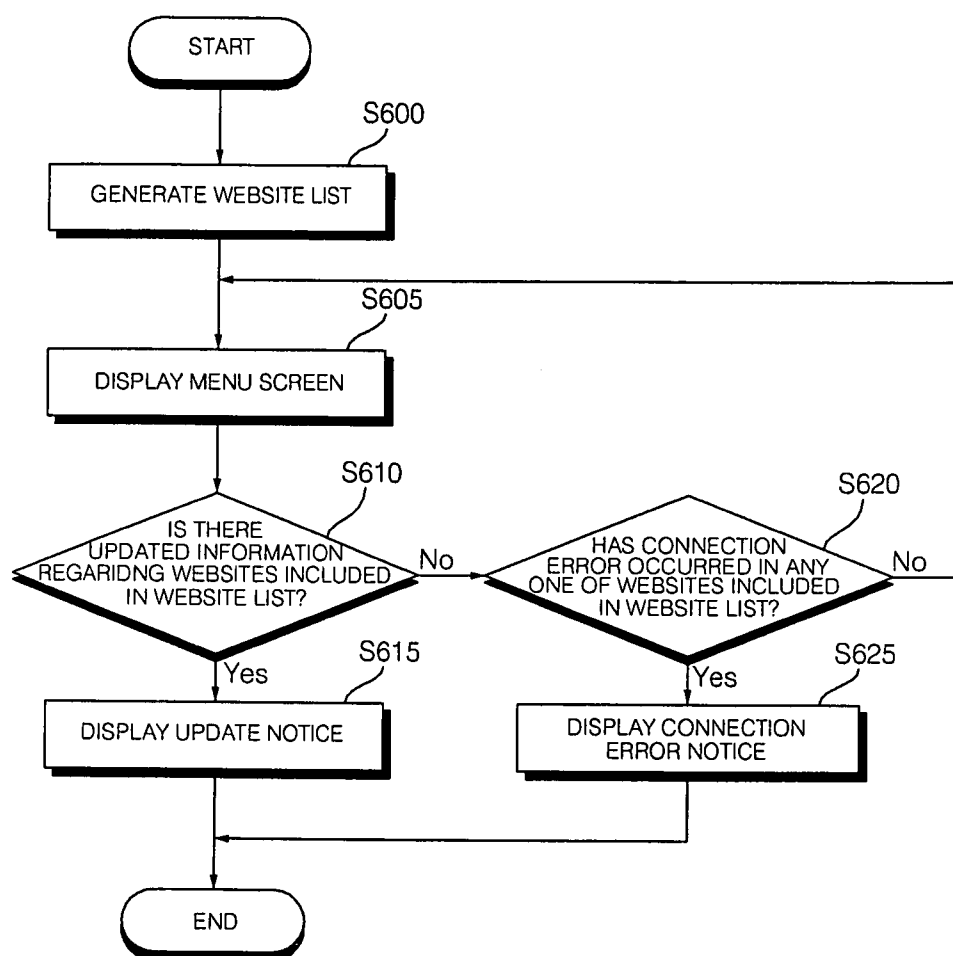 START
S600
GENERATE WEBSITE LIST
S605
DISPLAY MENU SCREEN
S610
IS THERE
UPDATED INFORMATION
REGARIDNG WEBSITES INCLUDED
IN WEBSITE LIST?
No
Yes
S620
HAS CONNECTION
ERROR OCCURRED IN ANY
ONE OF WEBSITES INCLUDED
IN WEBSITE LIST?
No
Yes
S615
DISPLAY UPDATE NOTICE
S625
DISPLAY CONNECTION
ERROR NOTICE
END